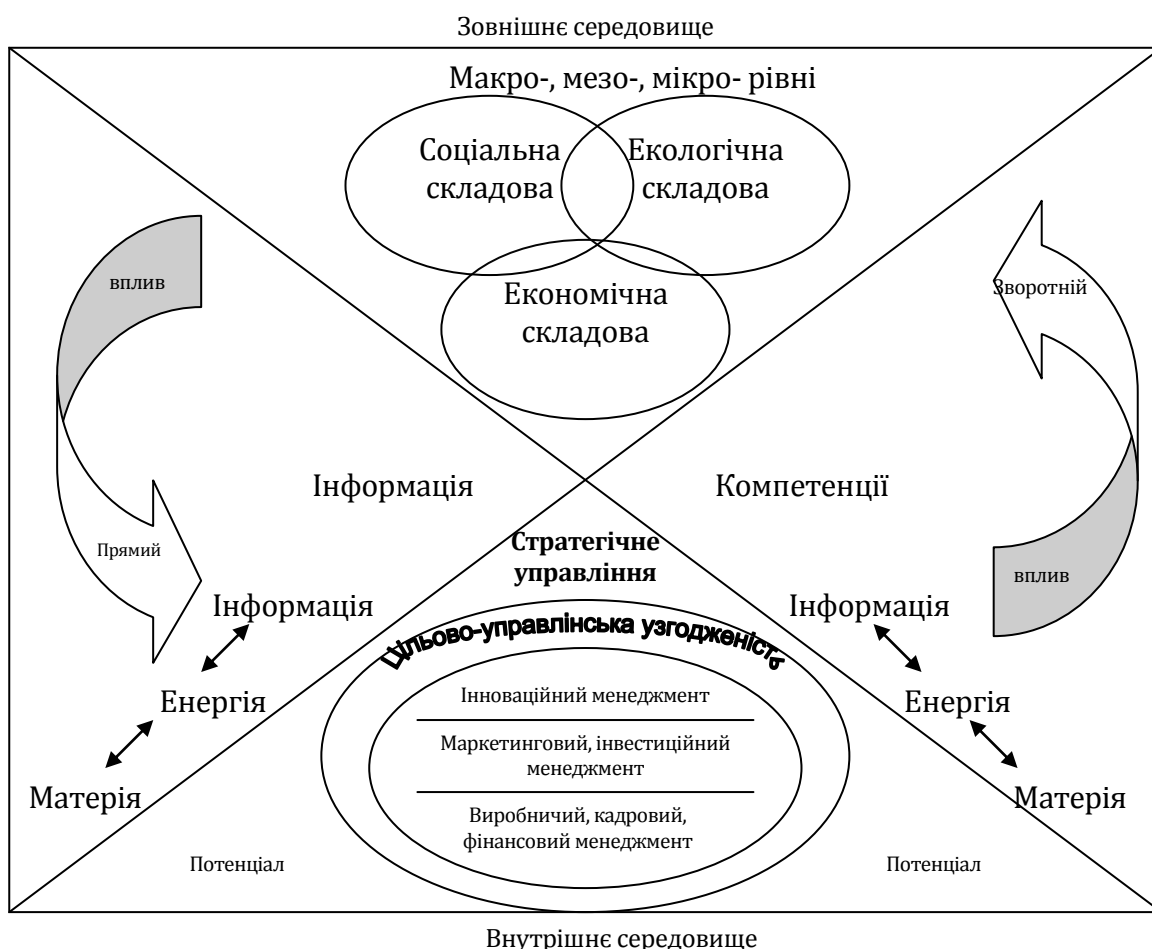 Зовнішнє середовище
Макро-, мезо-, мікро- рівні
Соціальна
складова
Екологічна
складова
Економічна
складова
вплив
Прямий
Зворотній
вплив
Інформація
Компетенції
Стратегічне
управління
Інформація
Енергія
Матерія
Інформація
Енергія
Матерія
Цільово-управлінська узгодженість
Інноваційний менеджмент
Маркетинговий, інвестиційний
менеджмент
Виробничий, кадровий,
фінансовий менеджмент
Потенціал
Потенціал
Внутрішнє середовище